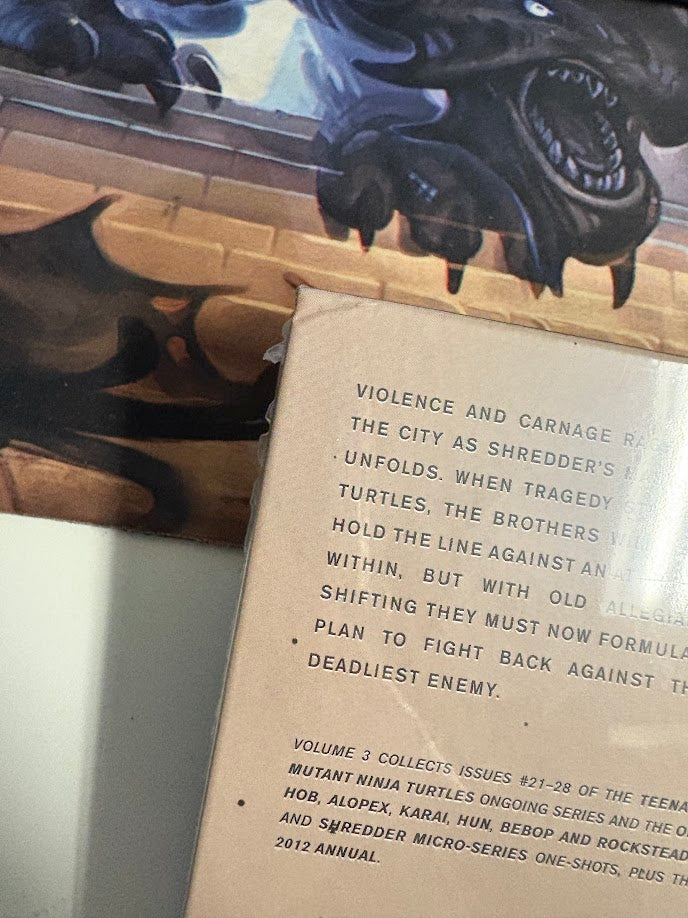 VIOLENCE AND CARNAGE
THE CITY AS SHREDDER'S
UNFOLDS. WHEN TRAGEDY
TURTLES, THE BROTHERS
HOLD THE LINE AGAINST AN
WITHIN, BUT WITH OLD
SHIFTING THEY MUST NOW
PLAN TO FIGHT BACK AGAINST
DEADLIEST ENEMY.
VOLUME 3 COLLECTS ISSUES #21–28 OF THE
MUTANT NINJA TURTLES ONGOING SERIES AND THE
HOB, ALOPEX, KARAI, HUN, BEBOP AND
AND SHREDDER MICRO-SERIES ONE-SHOTS, PLUS
2012 ANNUAL.